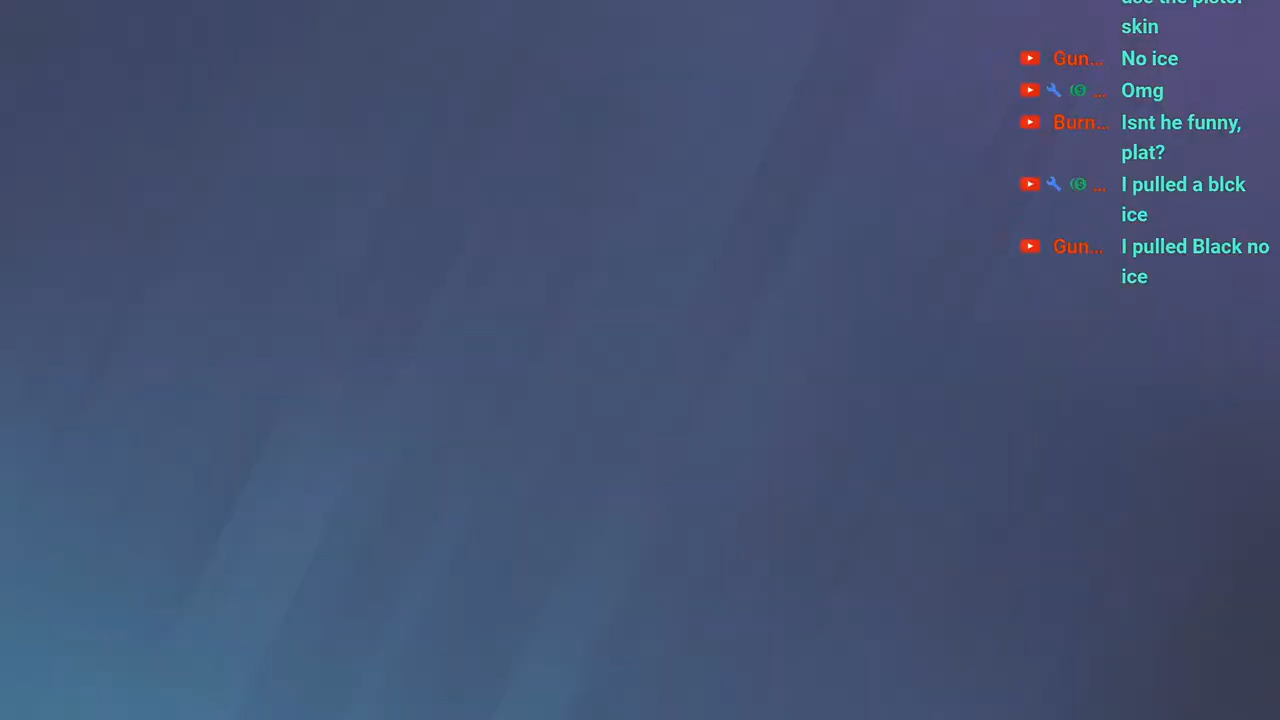 skin
Gun... No ice
... Omg
Burn... Isnt he funny,
plat?
... I pulled a blck
ice
Gun... I pulled Black no
ice